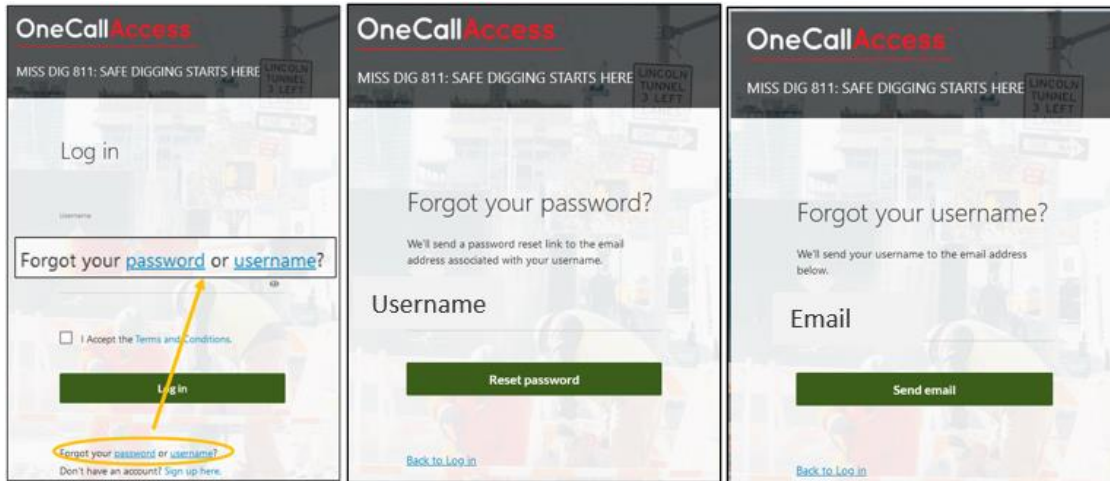 OneCallAccess
MISS DIG 811: SAFE DIGGING STARTS HERE
LINCOLN
TUNNEL
3 LEFT
Log in
Username
Forgot your password or username?
I Accept the Terms and Conditions.
Log in
Forgot your password or username?
Don't have an account? Sign up here.
OneCallAccess
MISS DIG 811: SAFE DIGGING STARTS HERE
LINCOLN
TUNNEL
3 LEFT
Forgot your password?
We'll send a password reset link to the email
address associated with your username.
Username
Reset password
Back to Log in
OneCallAccess
MISS DIG 811: SAFE DIGGING STARTS HERE
LINCOLN
TUNNEL
3 LEFT
Forgot your username?
We'll send your username to the email address
below.
Email
Send email
Back to Log in